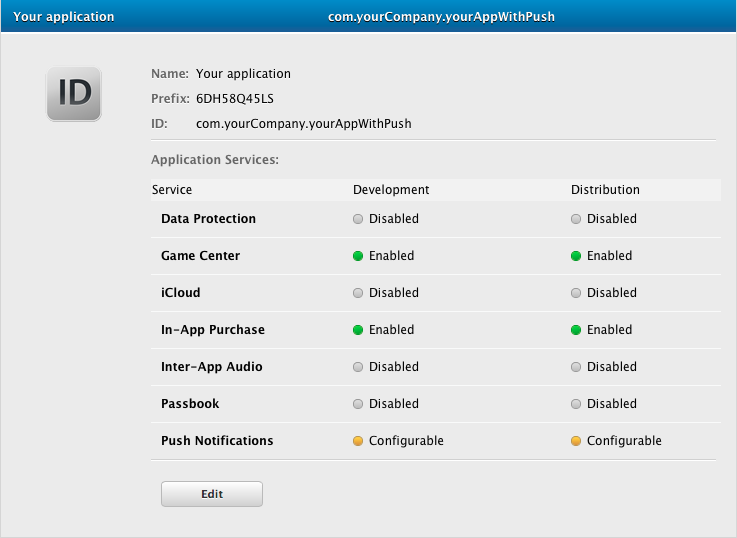 Your application com.yourCompany.yourAppWithPush
ID
Name: Your application
Prefix: 6DH58Q45LS
ID: com.yourCompany.yourAppWithPush
Application Services:
Service Development Distribution
Data Protection Disabled Disabled
Game Center Enabled Enabled
iCloud Disabled Disabled
In-App Purchase Enabled Enabled
Inter-App Audio Disabled Disabled
Passbook Disabled Disabled
Push Notifications Configurable Configurable
Edit